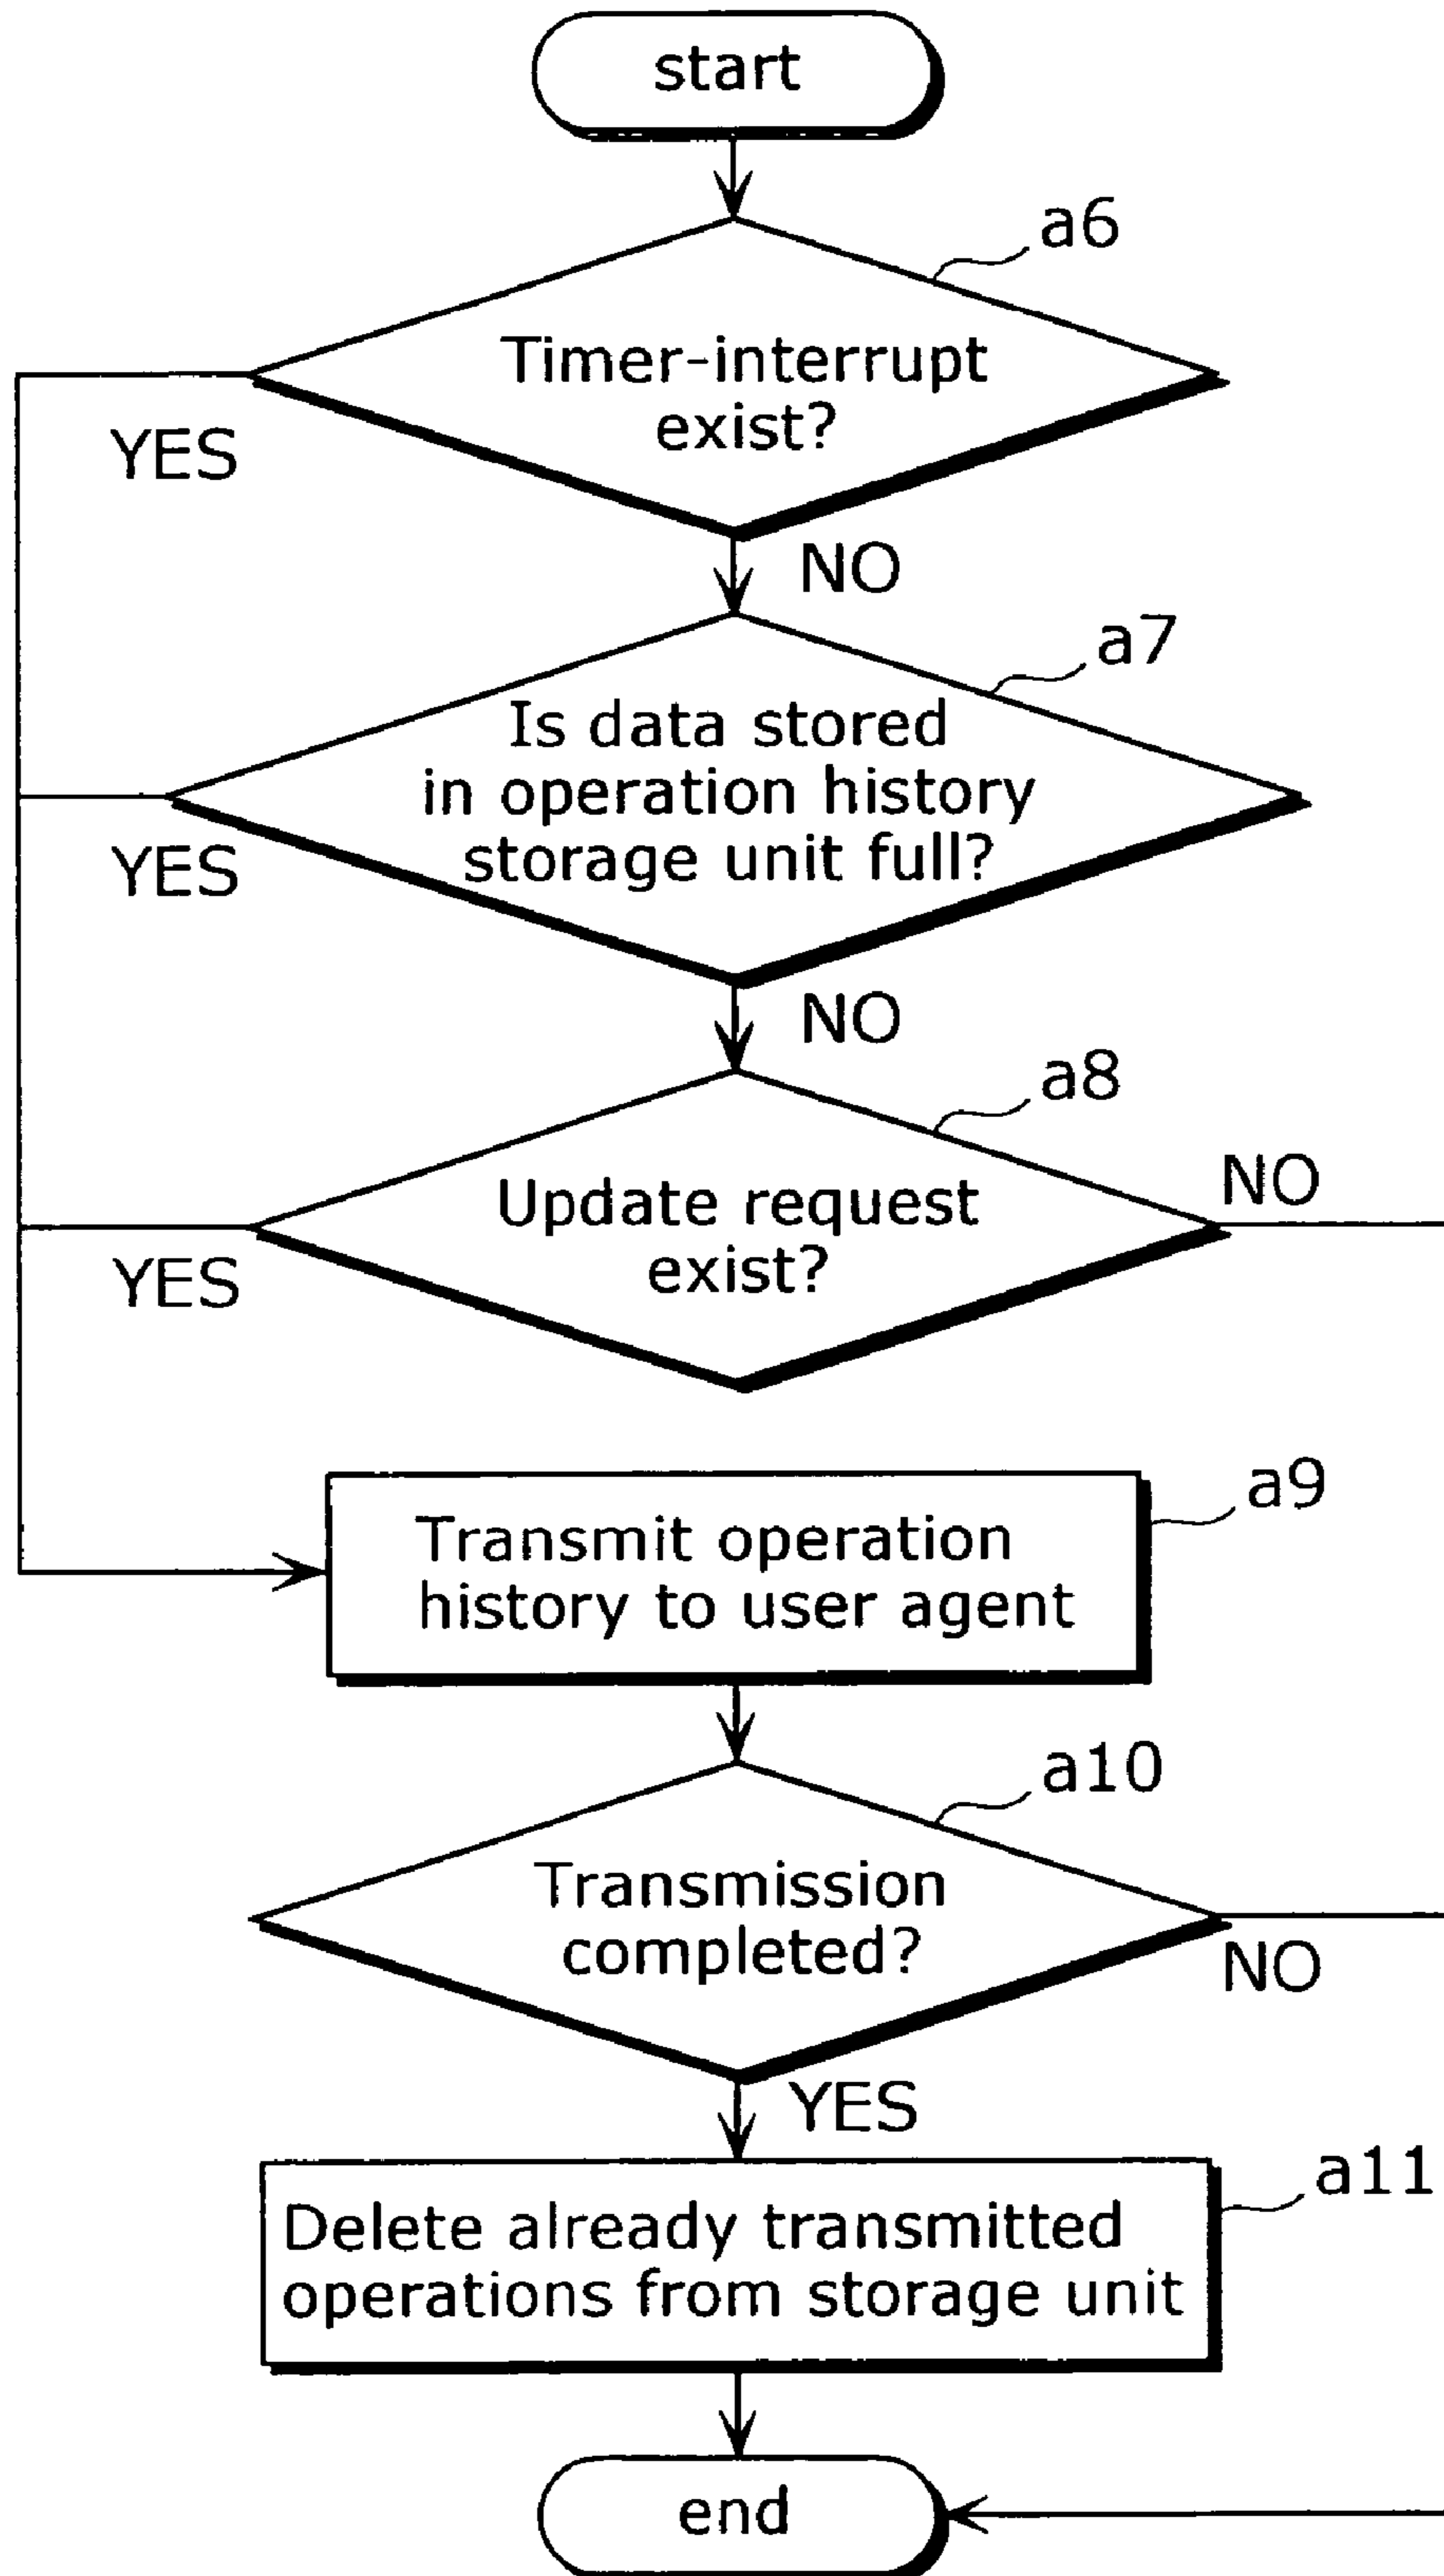 start
a6
Timer-interrupt
exist?
YES
NO
a7
Is data stored
in operation history
storage unit full?
YES
NO
a8
NO
Update request
exist?
YES
a9
Transmit operation
history to user agent
a10
Transmission
completed?
NO
YES
a11
Delete already transmitted
operations from storage unit
end